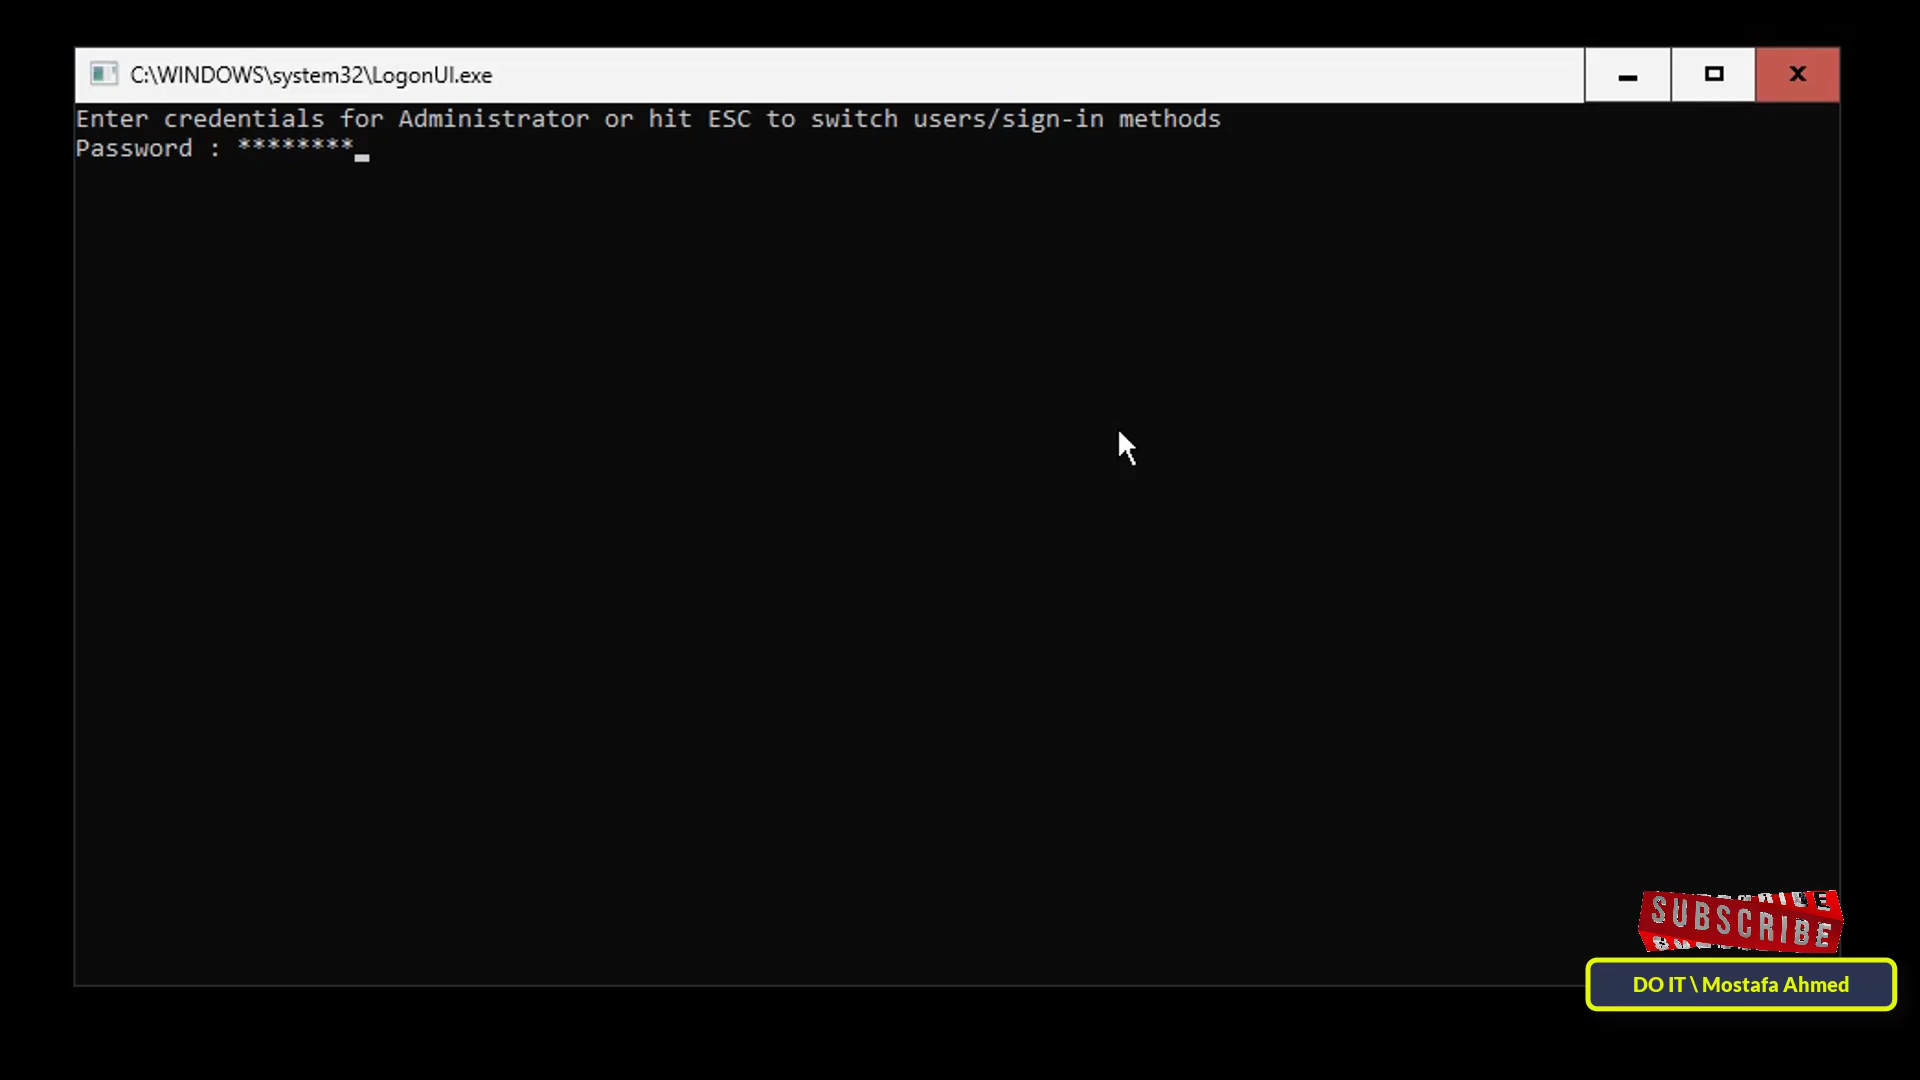 C:\WINDOWS\system32\LogonUI.exe
Enter credentials for Administrator or hit ESC to switch users/sign-in methods
Password : ********
SUBSCRIBE
DO IT \ Mostafa Ahmed